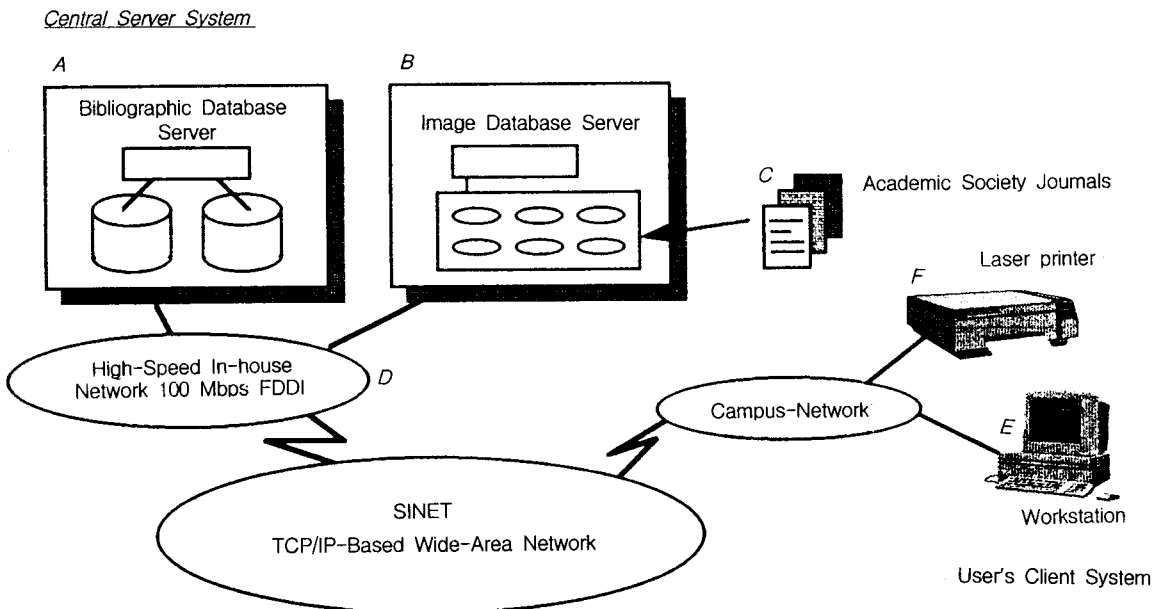 Central Server System
A
B
Bibliographic Database
Server
Image Database Server
C
Academic Society Journals
Laser printer
F
High-Speed In-house
Network 100 Mbps FDDI
D
Campus-Network
E
Workstation
SINET
TCP/IP-Based Wide-Area Network
User's Client System